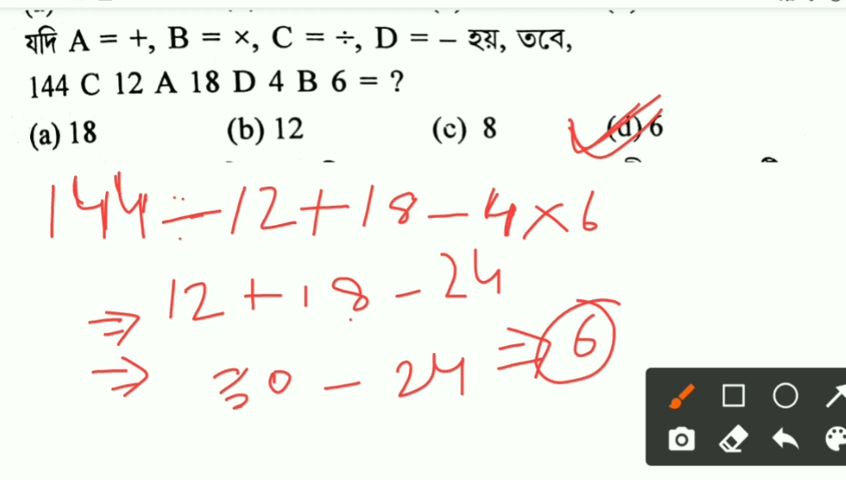 যদি A = +, B = ×, C = ÷, D = – হয়, তবে,
144 C 12 A 18 D 4 B 6 = ?
(a) 18 (b) 12 (c) 8 (d) 6
144 ÷ 12 + 18 – 4 × 6
⇒ 12 + 18 – 24
⇒ 30 – 24 ⇒ 6